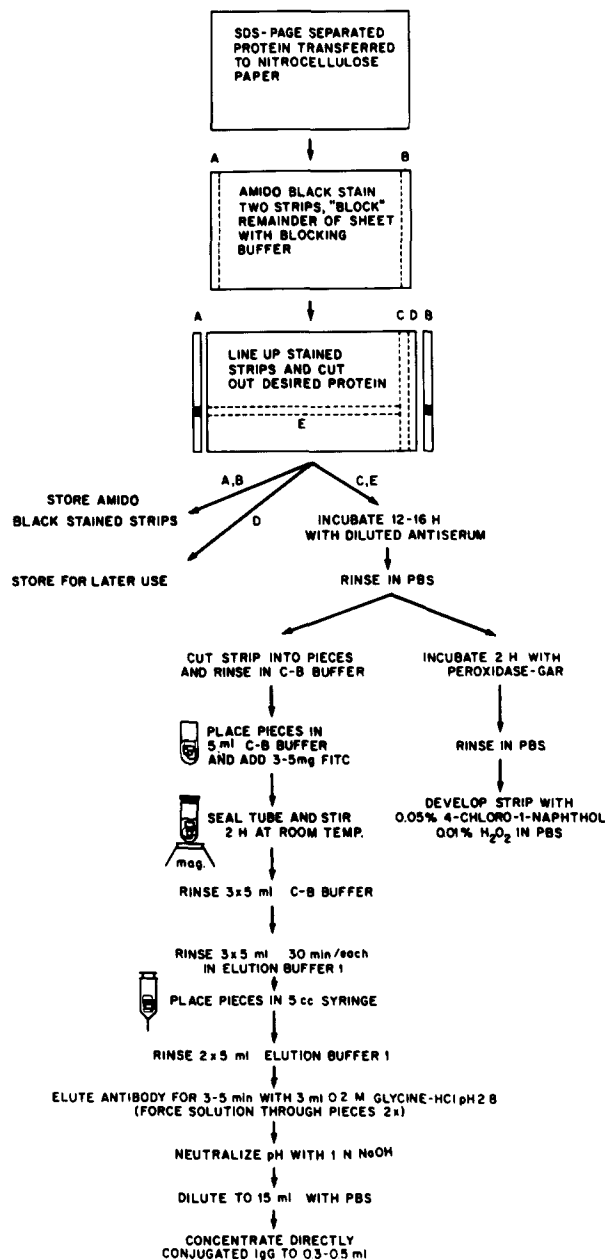 SDS-PAGE SEPARATED
PROTEIN TRANSFERRED
TO NITROCELLULOSE
PAPER
A B
AMIDO BLACK STAIN
TWO STRIPS, "BLOCK"
REMAINDER OF SHEET
WITH BLOCKING
BUFFER
A C D B
LINE UP STAINED
STRIPS AND CUT
OUT DESIRED PROTEIN
E
A,B C,E
STORE AMIDO
BLACK STAINED STRIPS
D
INCUBATE 12-16 H
WITH DILUTED ANTISERUM
STORE FOR LATER USE
RINSE IN PBS
CUT STRIP INTO PIECES
AND RINSE IN C-B BUFFER
INCUBATE 2 H WITH
PEROXIDASE-GAR
PLACE PIECES IN
5 ml C-B BUFFER
AND ADD 3-5mg FITC
RINSE IN PBS
SEAL TUBE AND STIR
2 H AT ROOM TEMP.
mag.
DEVELOP STRIP WITH
0.05% 4-CHLORO-1-NAPHTHOL
0.01% H2O2 IN PBS
RINSE 3x5 ml C-B BUFFER
RINSE 3x5 ml 30 min/each
IN ELUTION BUFFER 1
PLACE PIECES IN 5 cc SYRINGE
RINSE 2x5 ml ELUTION BUFFER 1
ELUTE ANTIBODY FOR 3-5 min WITH 3 ml 0 2 M GLYCINE-HCl pH 2 8
(FORCE SOLUTION THROUGH PIECES 2x)
NEUTRALIZE pH WITH 1 N NaOH
DILUTE TO 15 ml WITH PBS
CONCENTRATE DIRECTLY
CONJUGATED IgG TO 0.3-0.5 ml